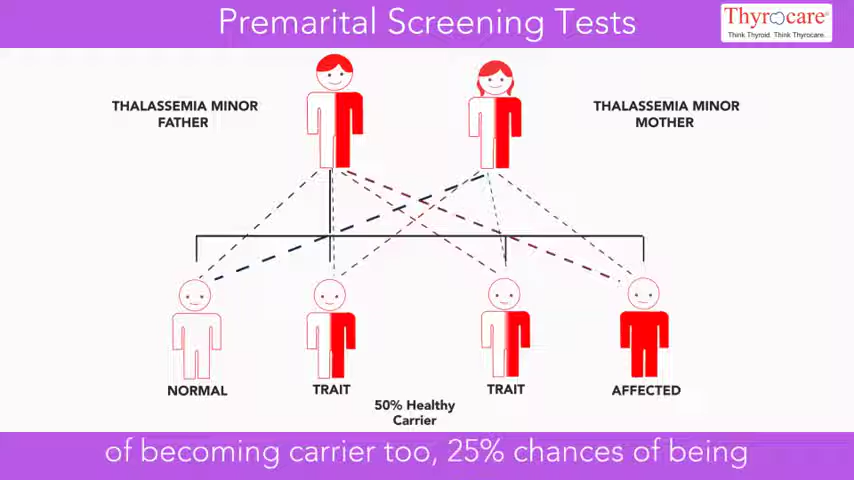 Premarital Screening Tests
Thyrocare®
Think Thyroid. Think Thyrocare.
THALASSEMIA MINOR
FATHER
THALASSEMIA MINOR
MOTHER
NORMAL
TRAIT
TRAIT
AFFECTED
50% Healthy
Carrier
of becoming carrier too, 25% chances of being